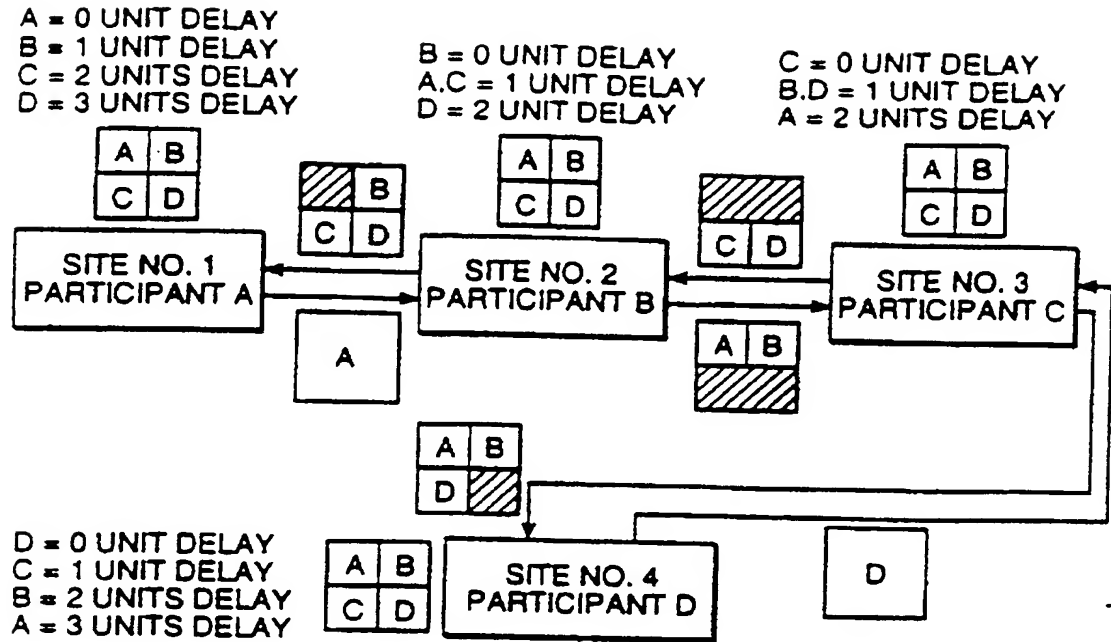 A = 0 UNIT DELAY
B = 1 UNIT DELAY
C = 2 UNITS DELAY
D = 3 UNITS DELAY
B = 0 UNIT DELAY
A.C = 1 UNIT DELAY
D = 2 UNIT DELAY
C = 0 UNIT DELAY
B.D = 1 UNIT DELAY
A = 2 UNITS DELAY
A B
C D
B
C D
A B
C D
C D
A B
C D
SITE NO. 1
PARTICIPANT A
SITE NO. 2
PARTICIPANT B
SITE NO. 3
PARTICIPANT C
A
A B
A B
D
D = 0 UNIT DELAY
C = 1 UNIT DELAY
B = 2 UNITS DELAY
A = 3 UNITS DELAY
A B
C D
SITE NO. 4
PARTICIPANT D
D